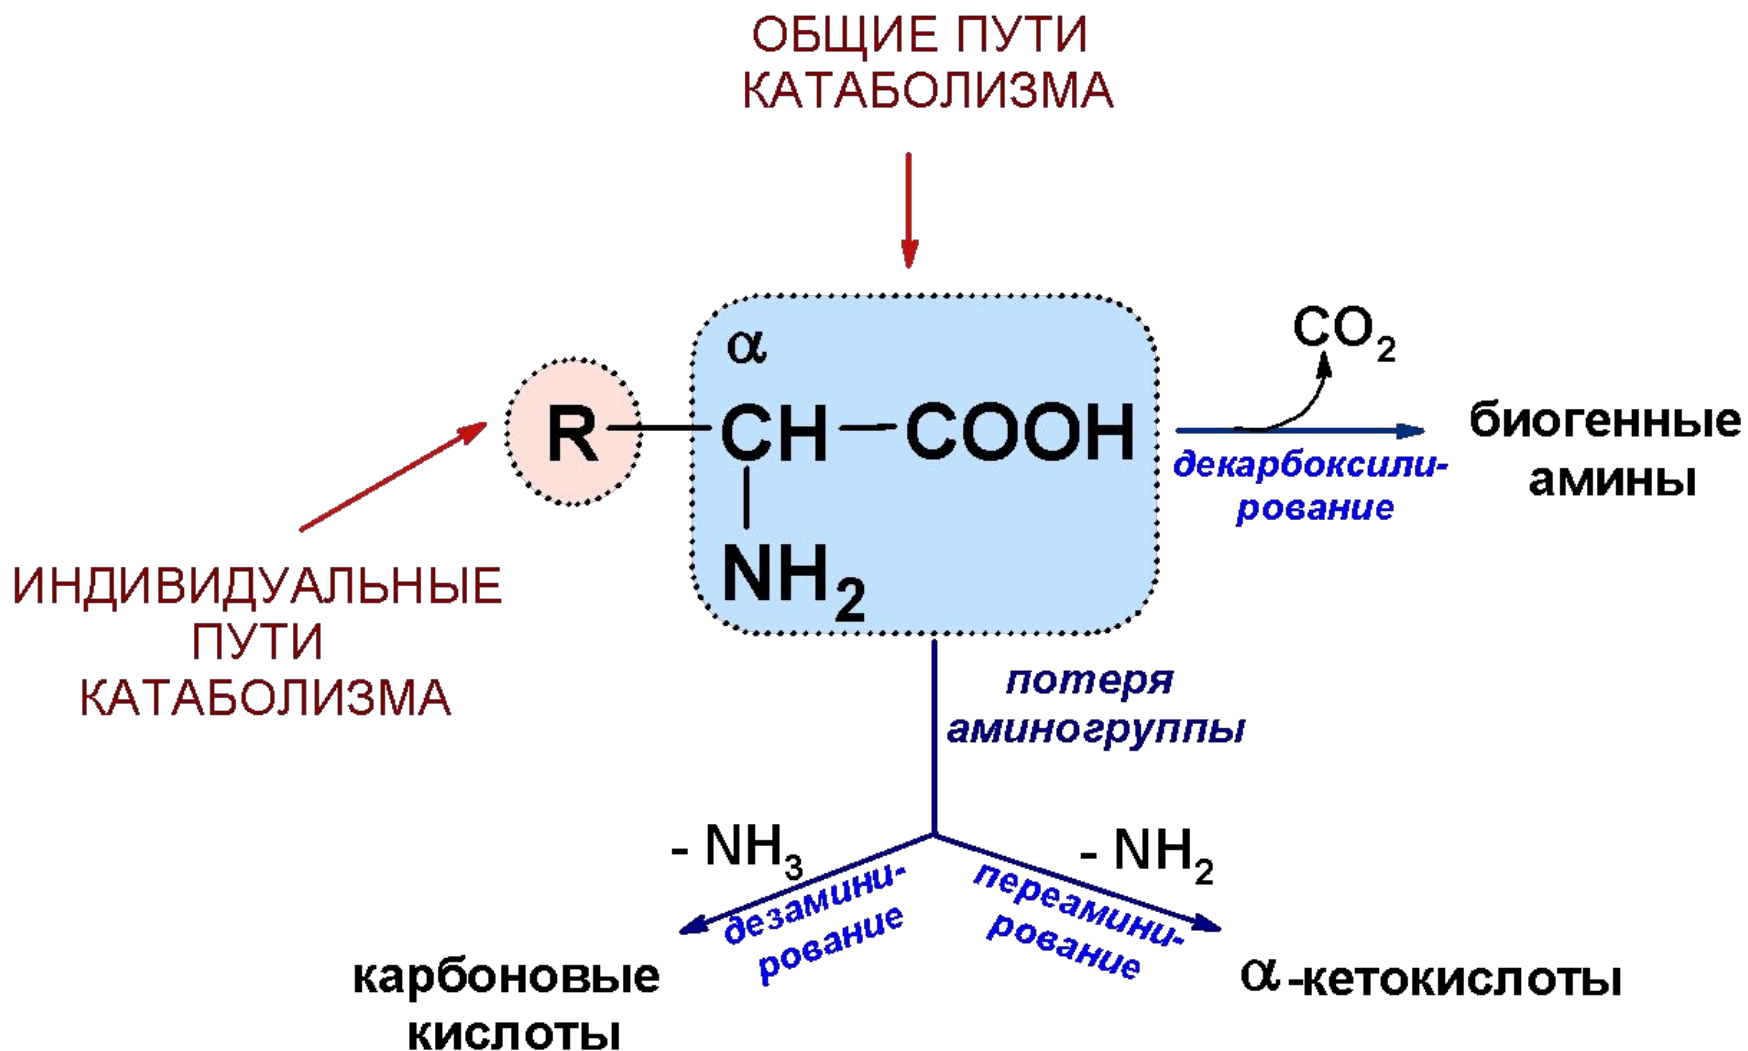 ОБЩИЕ ПУТИ
КАТАБОЛИЗМА
α
CO2
R — CH — COOH
биогенные
амины
декарбоксили-
рование
NH2
ИНДИВИДУАЛЬНЫЕ
ПУТИ
КАТАБОЛИЗМА
потеря
аминогруппы
- NH3
- NH2
дезамини-
рование
переамини-
рование
карбоновые
кислоты
α-кетокислоты